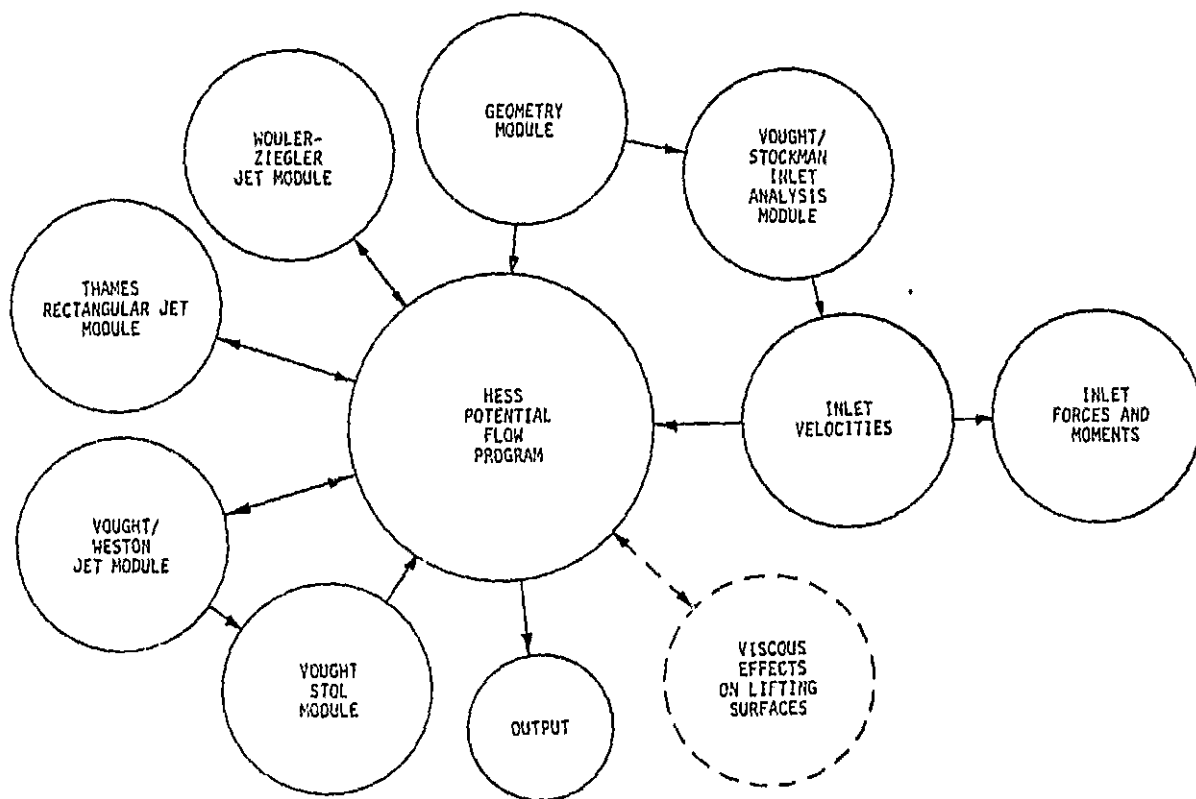 GEOMETRY
MODULE
WOULER-
ZIEGLER
JET MODULE
VOUGHT/
STOCKMAN
INLET
ANALYSIS
MODULE
THAMES
RECTANGULAR JET
MODULE
HESS
POTENTIAL
FLOW
PROGRAM
INLET
VELOCITIES
INLET
FORCES AND
MOMENTS
VOUGHT/
WESTON
JET MODULE
VOUGHT
STOL
MODULE
OUTPUT
VISCOUS
EFFECTS
ON LIFTING
SURFACES